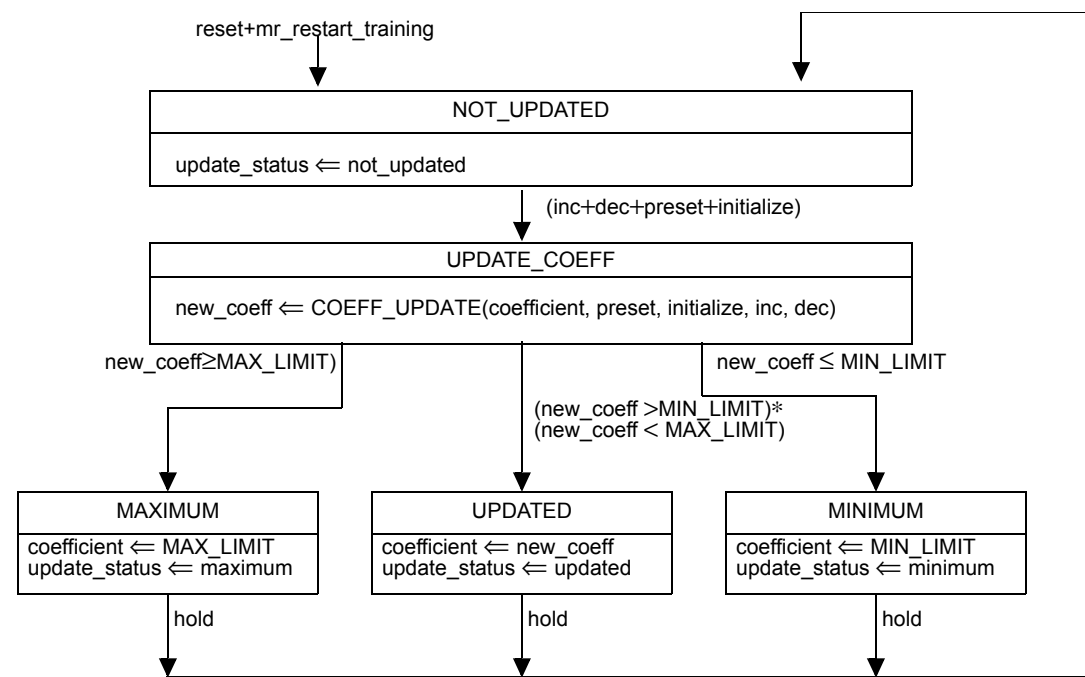 reset+mr_restart_training
NOT_UPDATED
update_status ⇐ not_updated
(inc+dec+preset+initialize)
UPDATE_COEFF
new_coeff ⇐ COEFF_UPDATE(coefficient, preset, initialize, inc, dec)
new_coeff≥MAX_LIMIT)
new_coeff ≤ MIN_LIMIT
(new_coeff >MIN_LIMIT)*
(new_coeff < MAX_LIMIT)
MAXIMUM
coefficient ⇐ MAX_LIMIT
update_status ⇐ maximum
UPDATED
coefficient ⇐ new_coeff
update_status ⇐ updated
MINIMUM
coefficient ⇐ MIN_LIMIT
update_status ⇐ minimum
hold
hold
hold